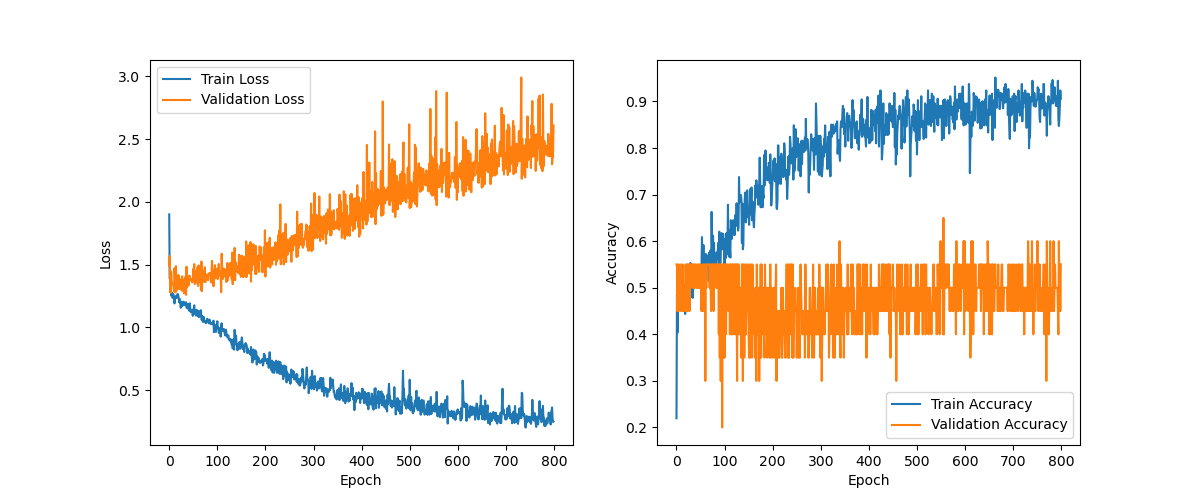 Train Loss
Validation Loss
3.0
2.5
2.0
1.5
1.0
0.5
Loss
0 100 200 300 400 500 600 700 800
Epoch
0.9
0.8
0.7
0.6
0.5
0.4
0.3
0.2
Accuracy
Train Accuracy
Validation Accuracy
0 100 200 300 400 500 600 700 800
Epoch